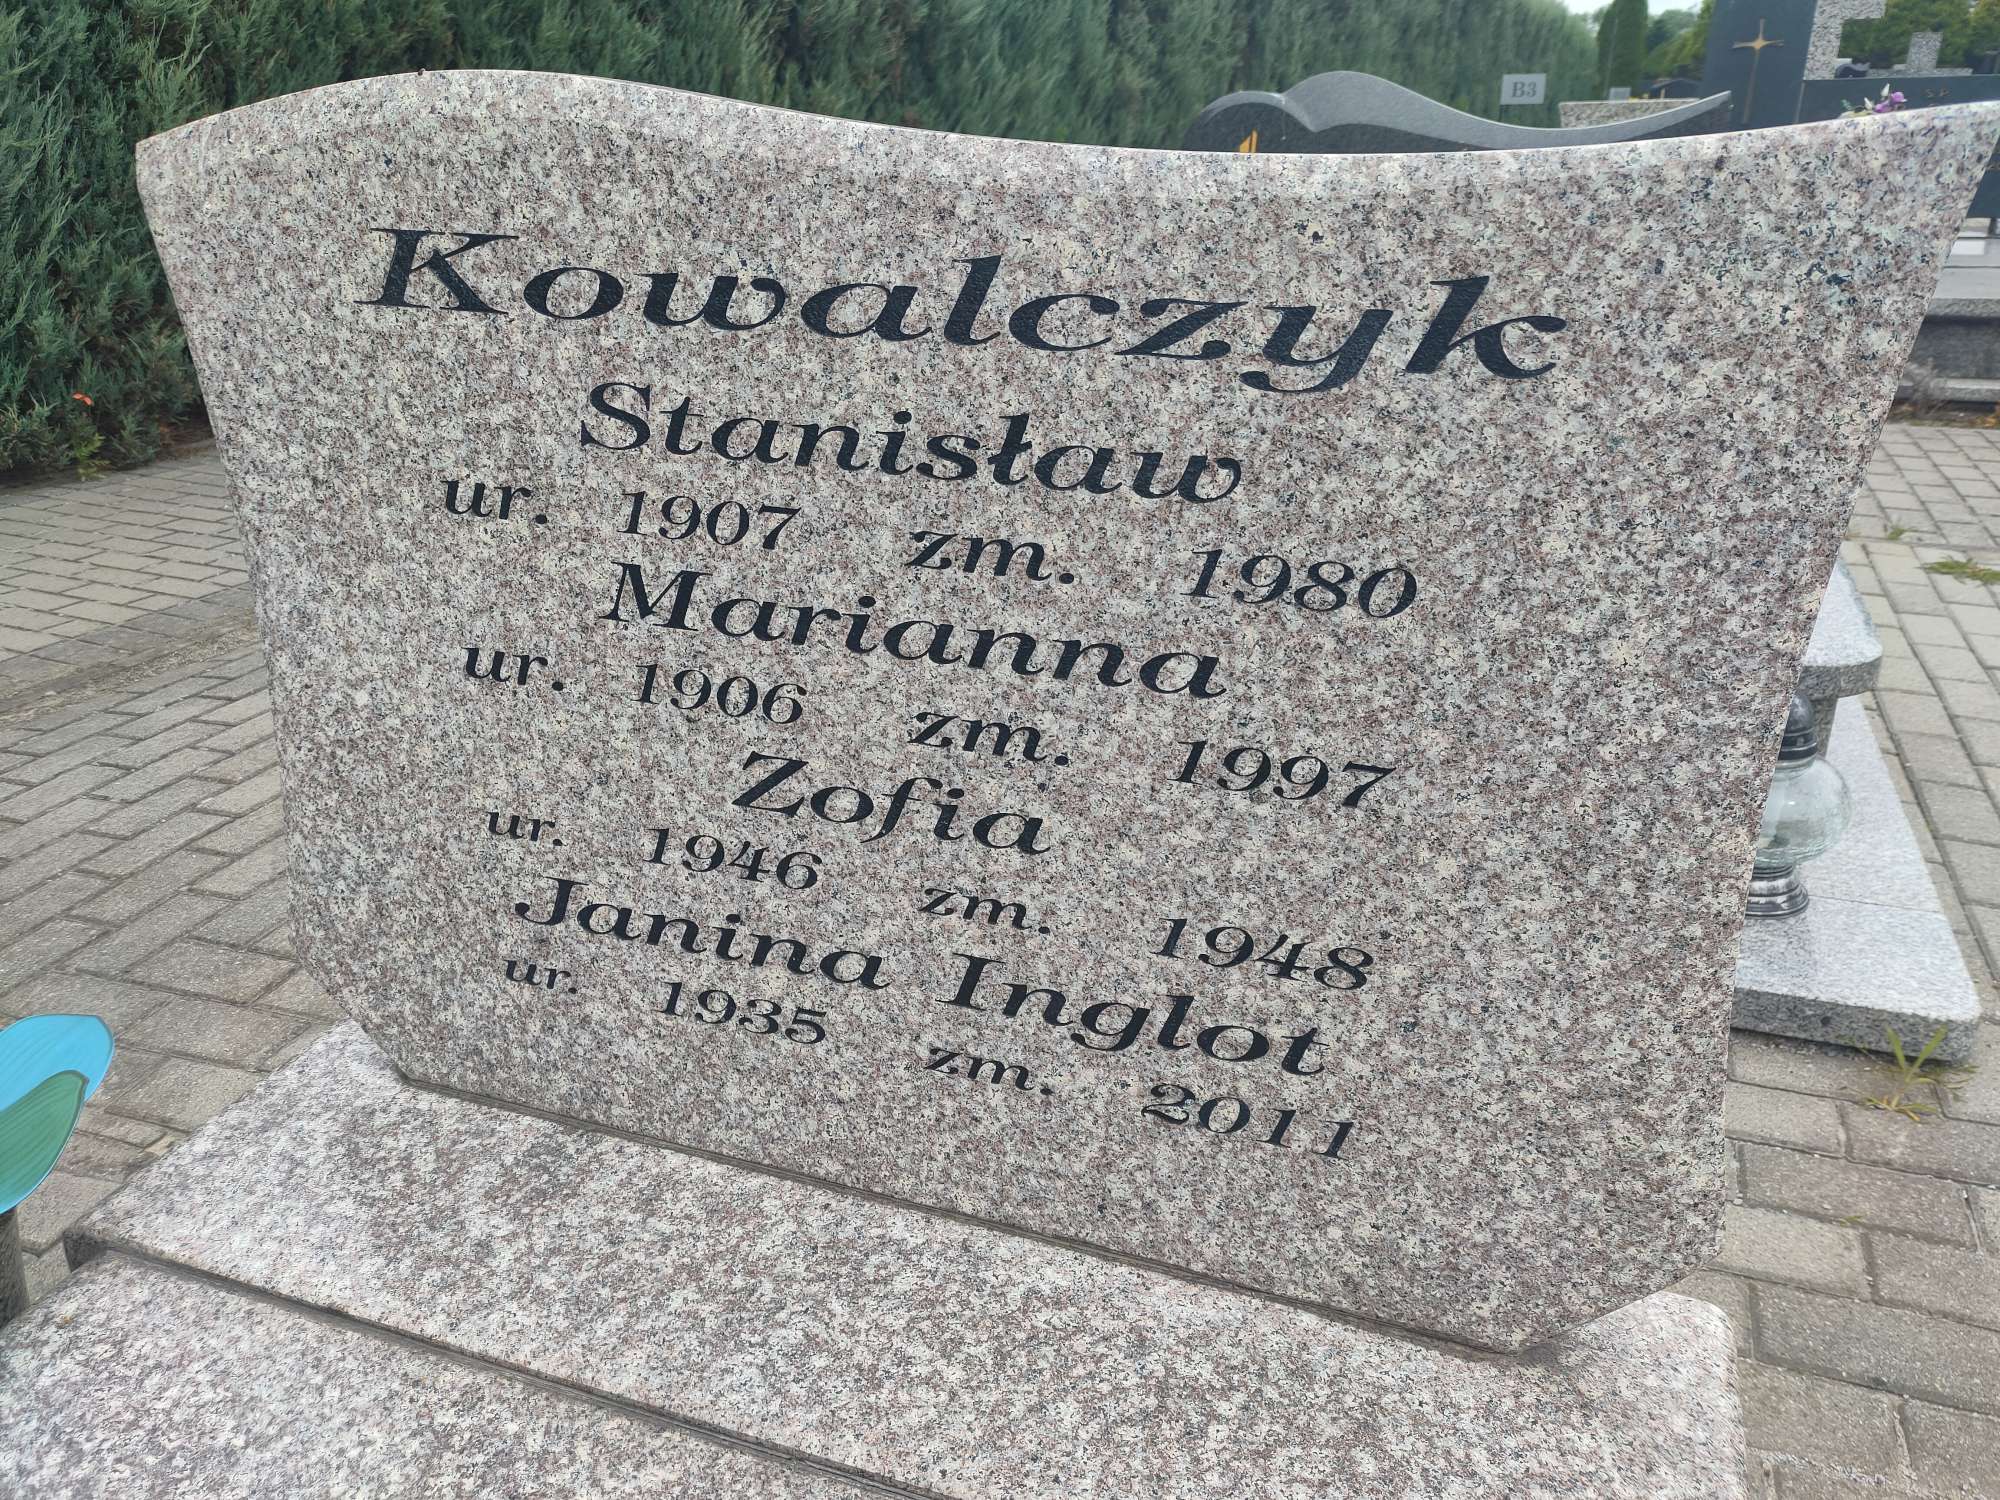 Kowalczyk
Stanisław
ur. 1907 zm. 1980
Marianna
ur. 1906 zm. 1997
Zofia
ur. 1946 zm. 1948
Janina Inglot
ur. 1935 zm. 2011
B3